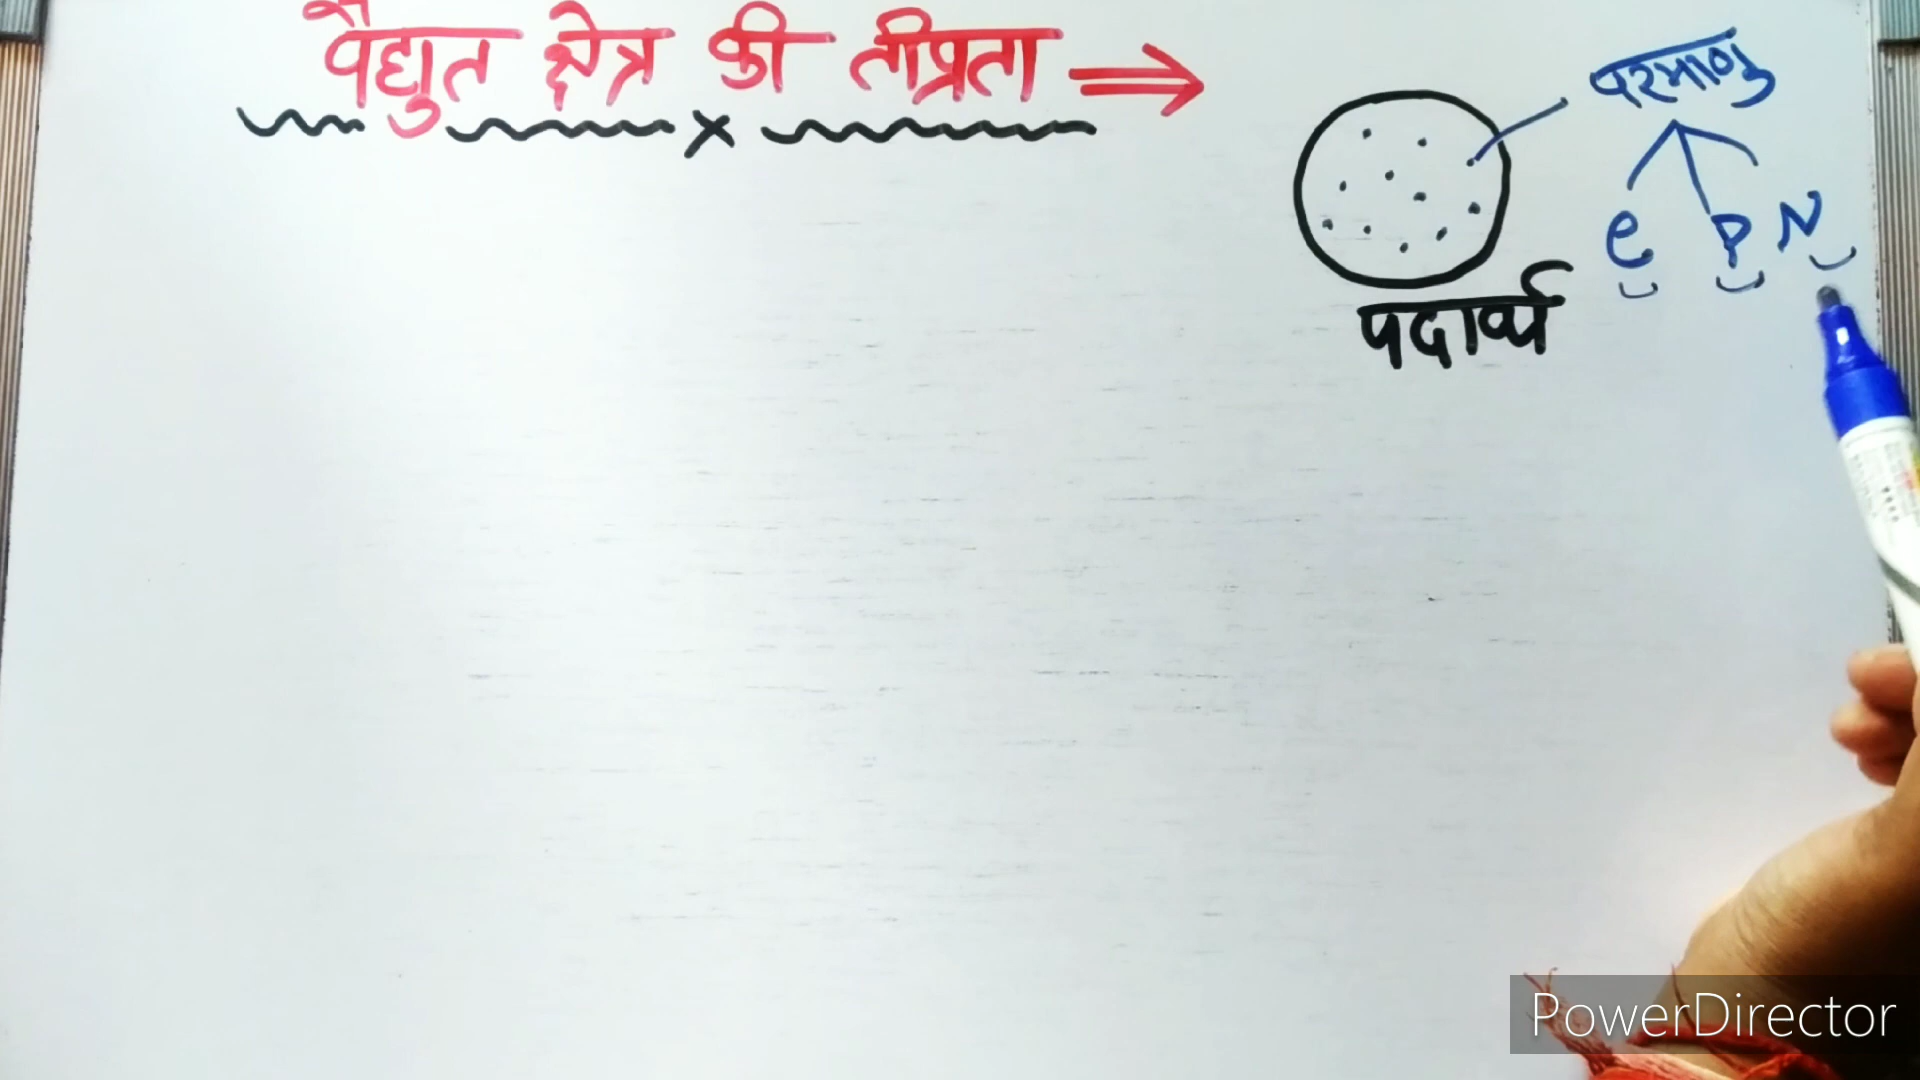 वैद्युत क्षेत्र की तीव्रता ⇒
परमाणु
e P N
पदार्थ
PowerDirector